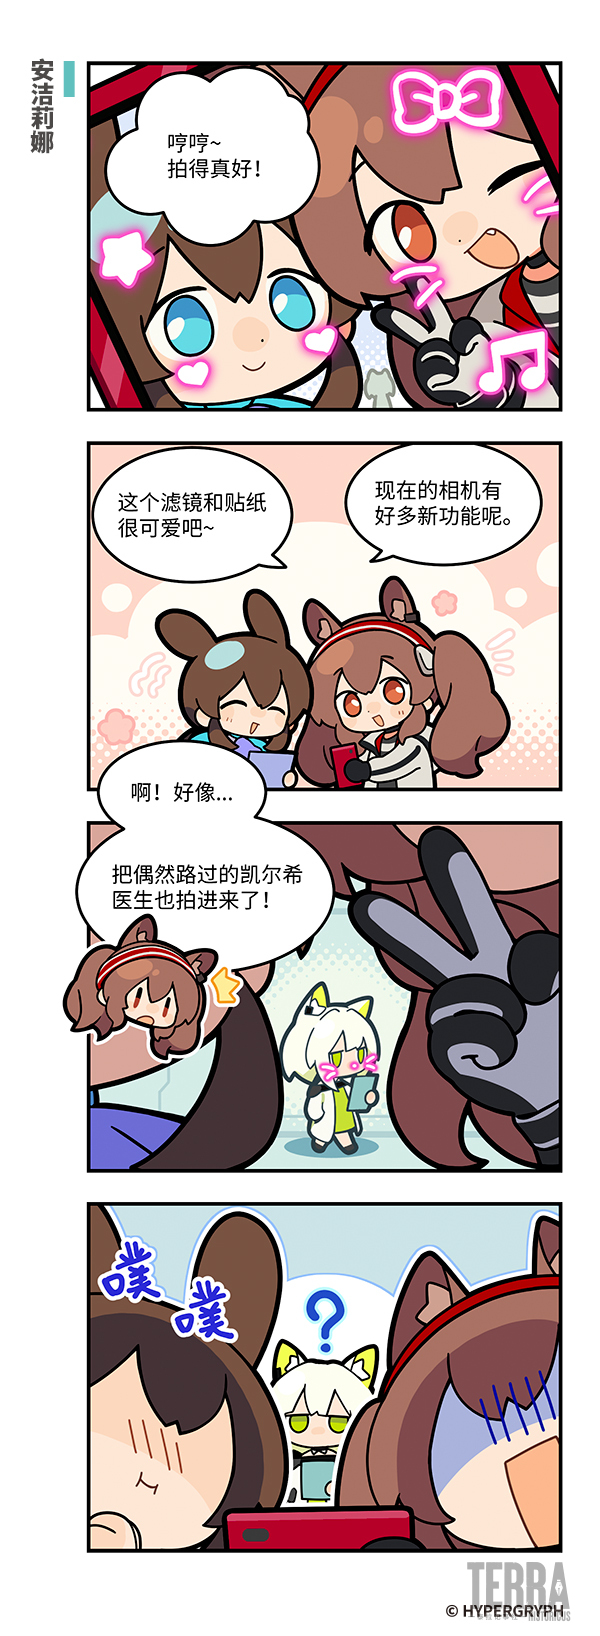 安洁莉娜
哼哼~
拍得真好！
这个滤镜和贴纸
很可爱吧~
现在的相机有
好多新功能呢。
啊！好像...
把偶然路过的凯尔希
医生也拍进来了！
噗
噗
?
TERRA
HISTORICUS
© HYPERGRYPH